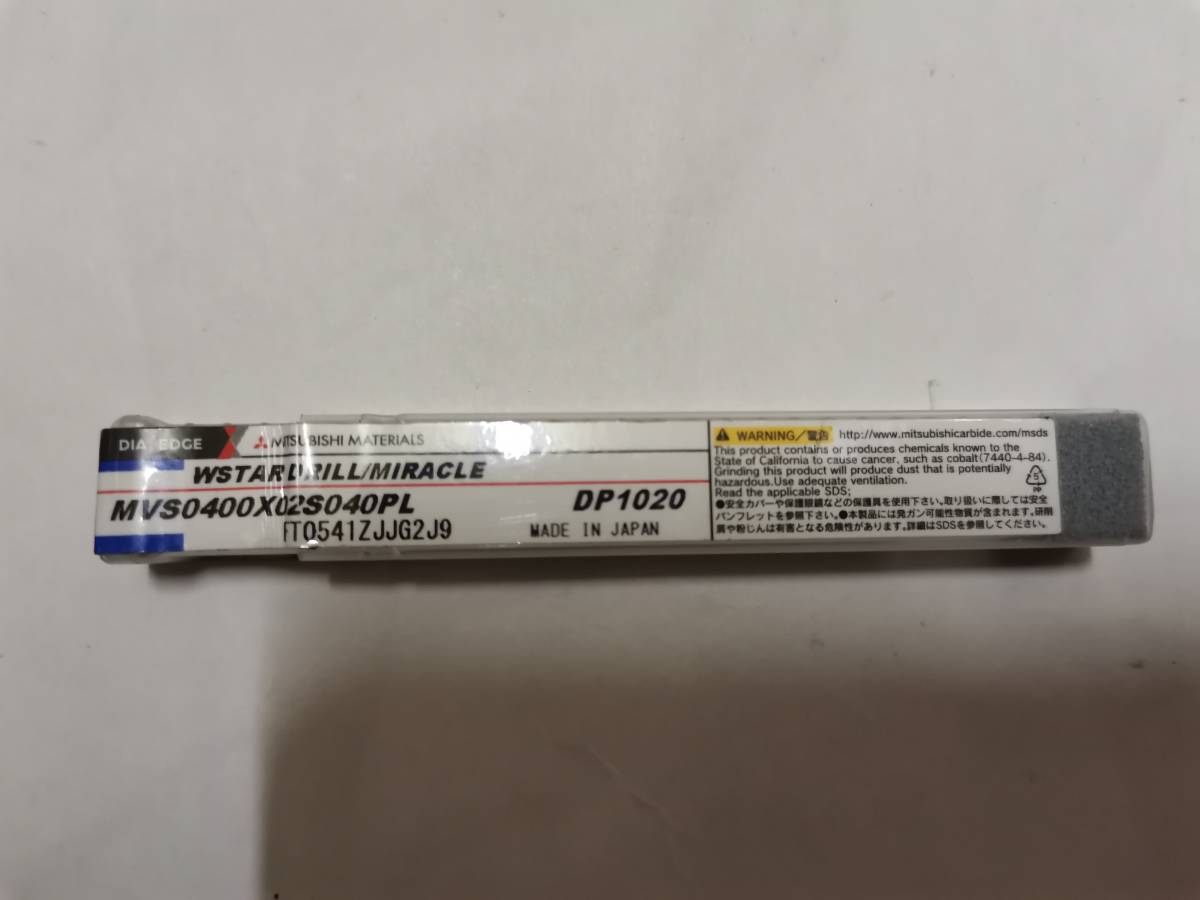 DIA EDGE
MITSUBISHI MATERIALS
WSTARDRILL/MIRACLE
MVS0400X02S040PL
DP1020
FT0541ZJJG2J9
MADE IN JAPAN
WARNING/警告 http://www.mitsubishicarbide.com/msds
This product contains or produces chemicals known to the
State of California to cause cancer, such as cobalt(7440-4-84).
Grinding this product will produce dust that is potentially
hazardous.Use adequate ventilation.
Read the applicable SDS;
●安全カバーや保護眼鏡などの保護具を使用下さい。取り扱いに際しては安全
パンフレットを参照下さい。●本製品には発ガン可能性物質が含まれます。研削
屑や粉じんは有害となる危険性があります。詳細はSDSを参照してください。
5
PP